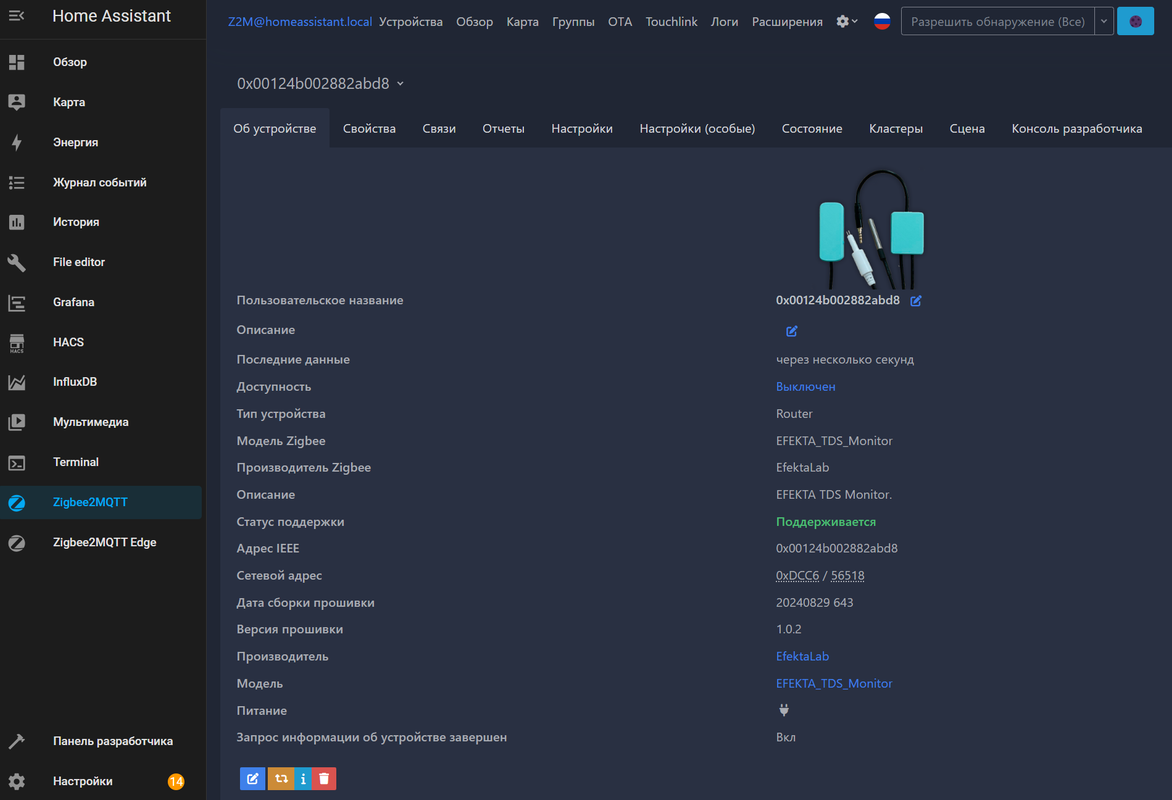 Home Assistant
Обзор
Карта
Энергия
Журнал событий
История
File editor
Grafana
HACS
HACS
InfluxDB
Мультимедиа
Terminal
Zigbee2MQTT
Zigbee2MQTT Edge
Панель разработчика
Настройки 14
Z2M@homeassistant.local Устройства Обзор Карта Группы OTA Touchlink Логи Расширения Разрешить обнаружение (Все)
0x00124b002882abd8
Об устройстве Свойства Связи Отчеты Настройки Настройки (особые) Состояние Кластеры Сцена Консоль разработчика
Пользовательское название 0x00124b002882abd8
Описание
Последние данные через несколько секунд
Доступность Выключен
Тип устройства Router
Модель Zigbee EFEKTA_TDS_Monitor
Производитель Zigbee EfektaLab
Описание EFEKTA TDS Monitor.
Статус поддержки Поддерживается
Адрес IEEE 0x00124b002882abd8
Сетевой адрес 0xDCC6 / 56518
Дата сборки прошивки 20240829 643
Версия прошивки 1.0.2
Производитель EfektaLab
Модель EFEKTA_TDS_Monitor
Питание
Запрос информации об устройстве завершен Вкл